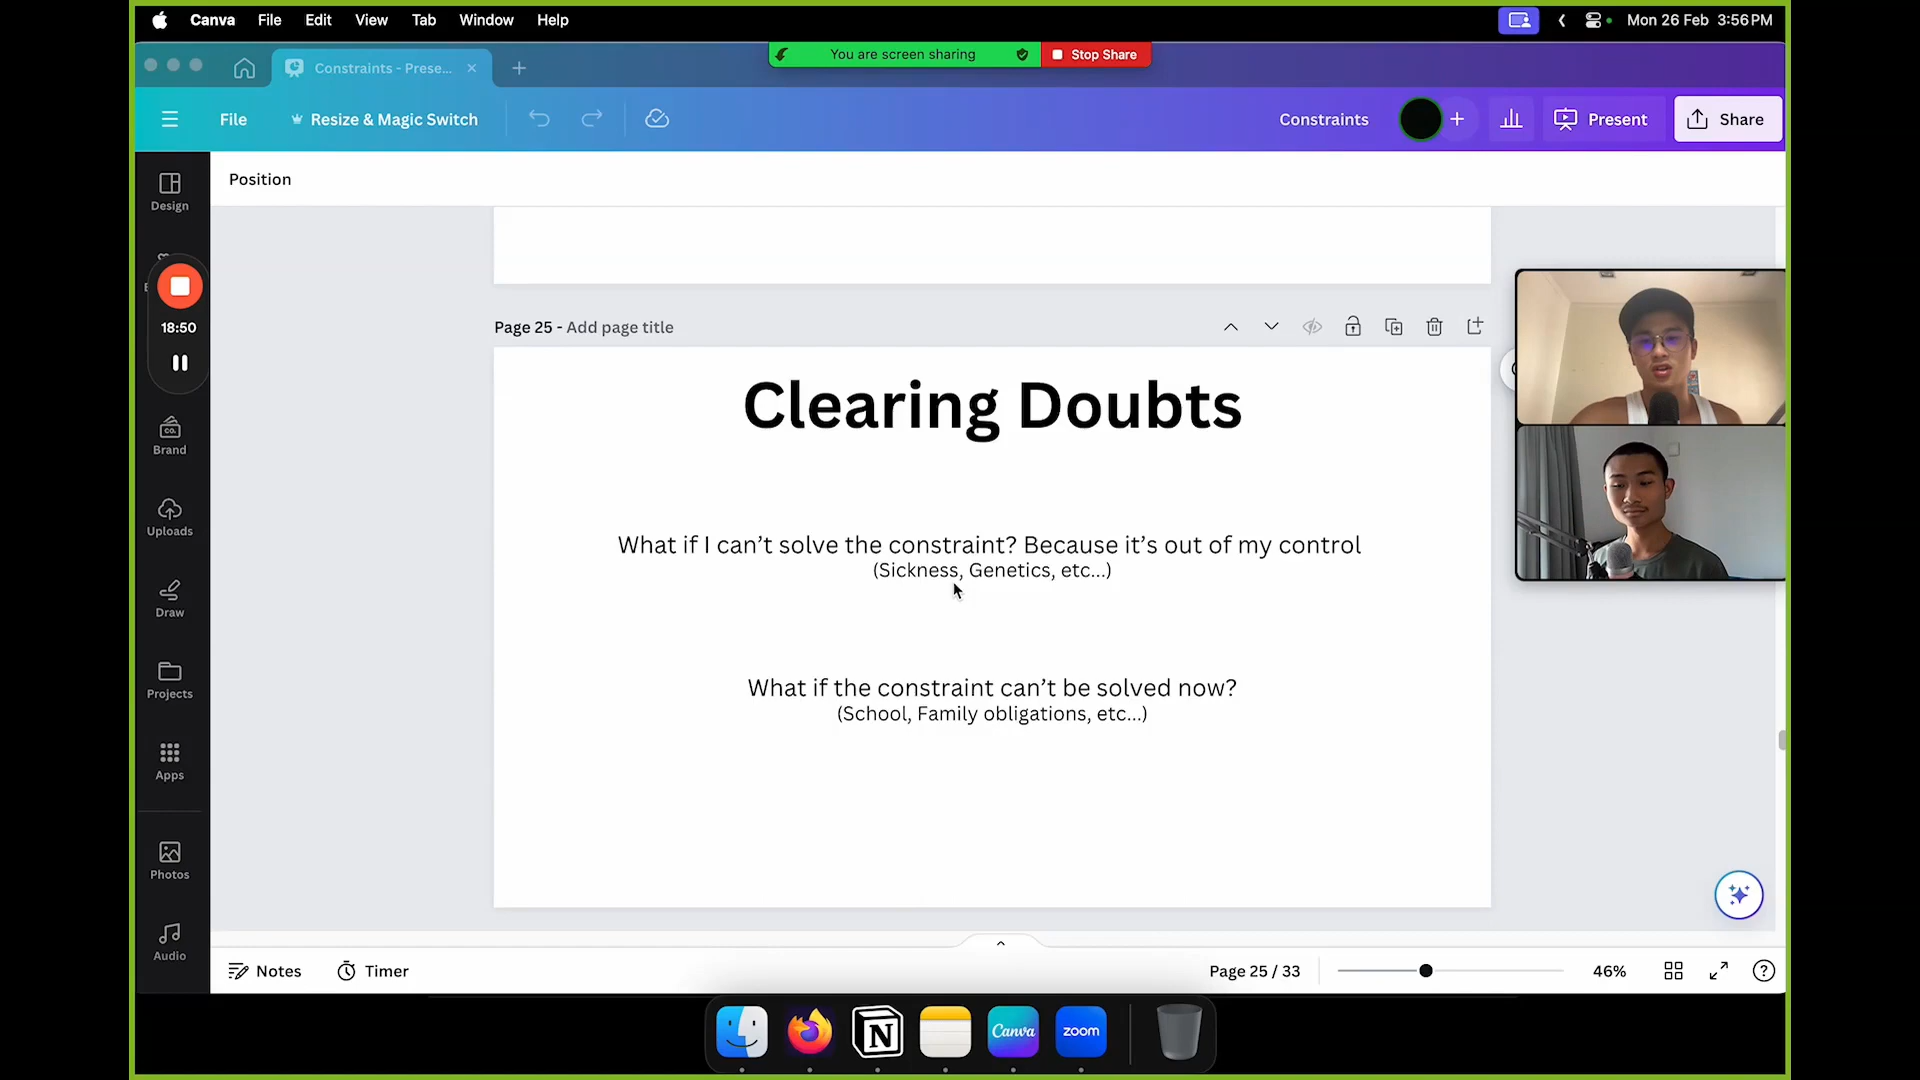 Canva File Edit View Tab Window Help
Mon 26 Feb 3:56 PM
Constraints - Prese...
You are screen sharing
Stop Share
File
Resize & Magic Switch
Constraints
Present
Share
Position
Design
18:50
Brand
Uploads
Draw
Projects
Apps
Photos
Audio
Page 25 - Add page title
Clearing Doubts
What if I can't solve the constraint? Because it's out of my control
(Sickness, Genetics, etc...)
What if the constraint can't be solved now?
(School, Family obligations, etc...)
Notes
Timer
Page 25 / 33
46%
Canva
zoom